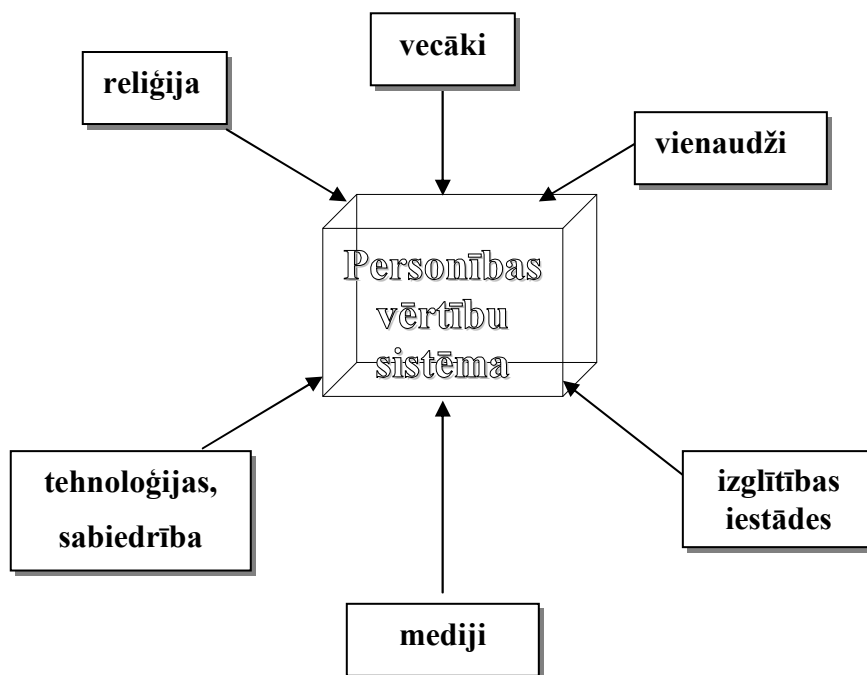 vecāki
reliģija
vienaudži
Personības
vērtību
sistēma
tehnoloģijas,
sabiedrība
izglītības
iestādes
mediji